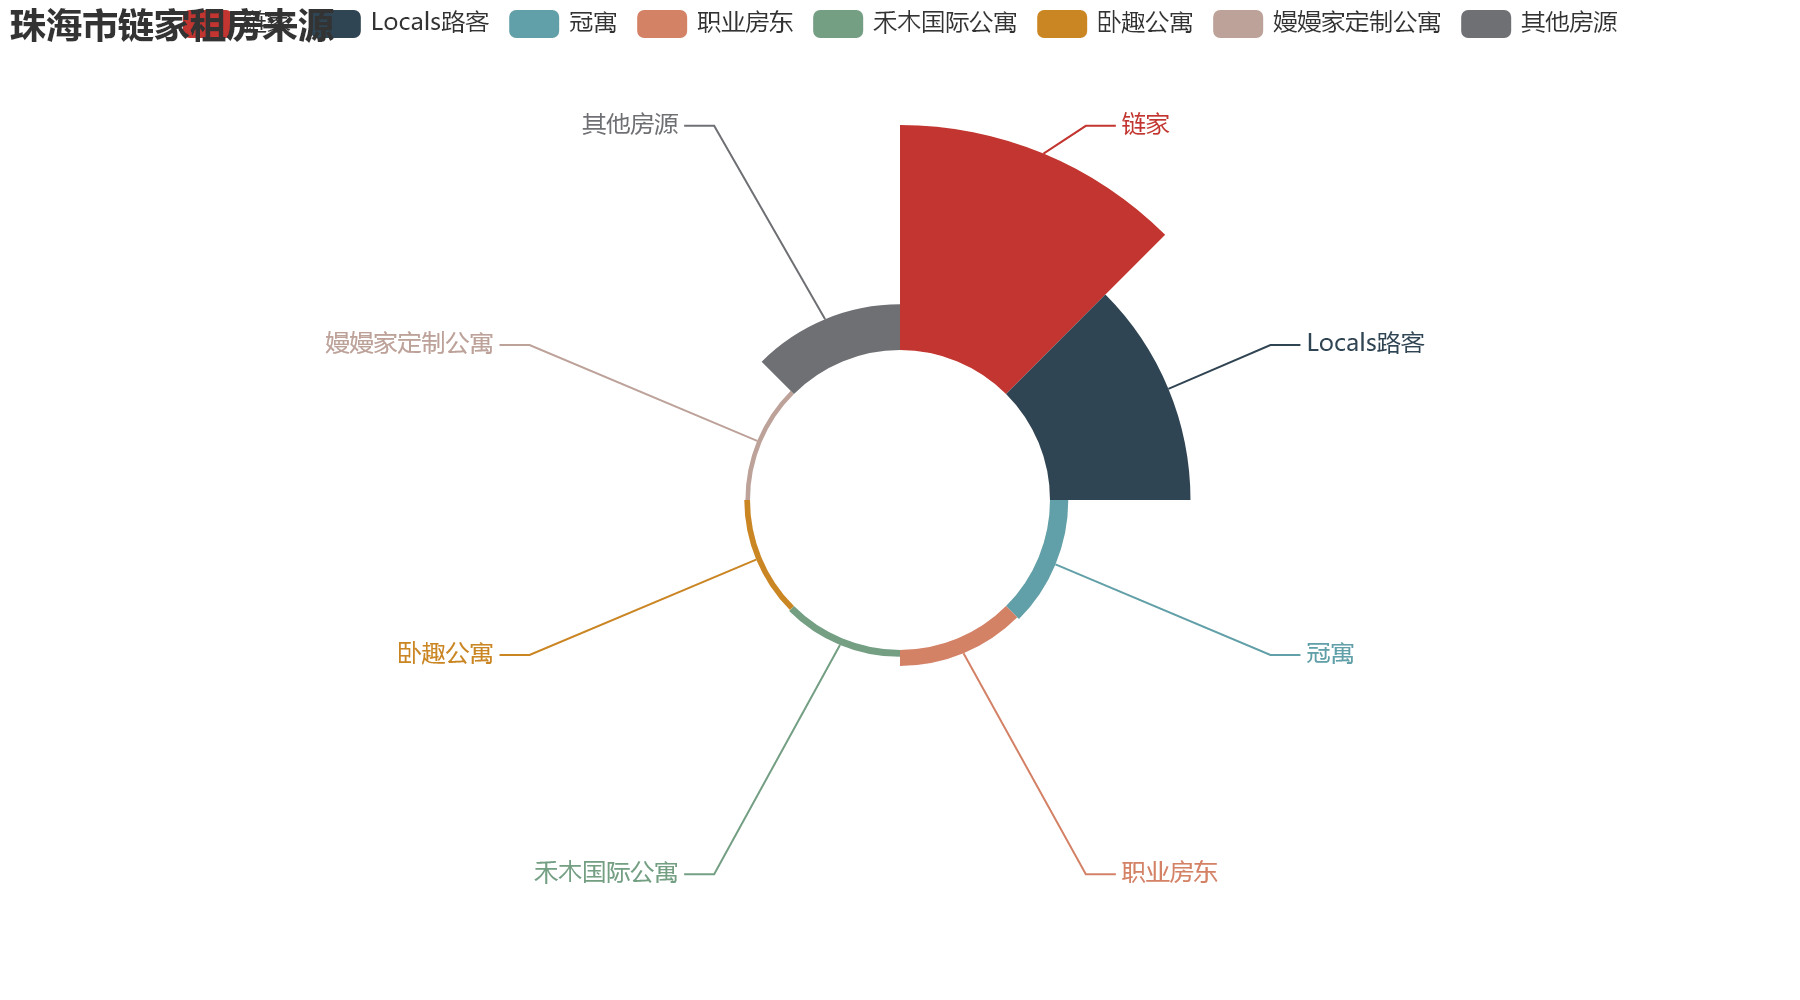 珠海市链家租房来源
链家 Locals路客 冠寓 职业房东 禾木国际公寓 卧趣公寓 嫚嫚家定制公寓 其他房源
其他房源 链家
嫚嫚家定制公寓 Locals路客
卧趣公寓 冠寓
禾木国际公寓 职业房东